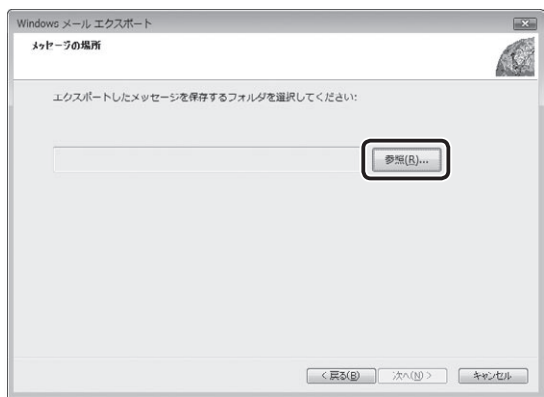 Windows メール エクスポート
メッセージの場所
エクスポートしたメッセージを保存するフォルダを選択してください:
参照(R)...
< 戻る(B) 次へ(N) > キャンセル